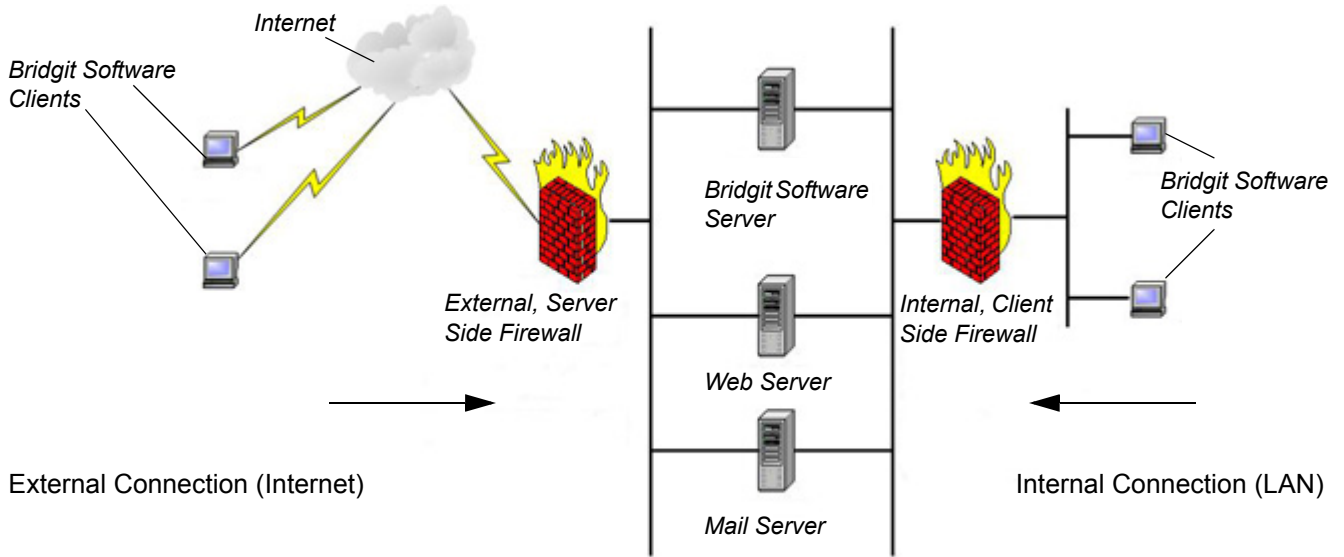 Internet
Bridgit Software
Clients
Bridgit Software
Server
Bridgit Software
Clients
External, Server
Side Firewall
Internal, Client
Side Firewall
Web Server
External Connection (Internet)
Internal Connection (LAN)
Mail Server